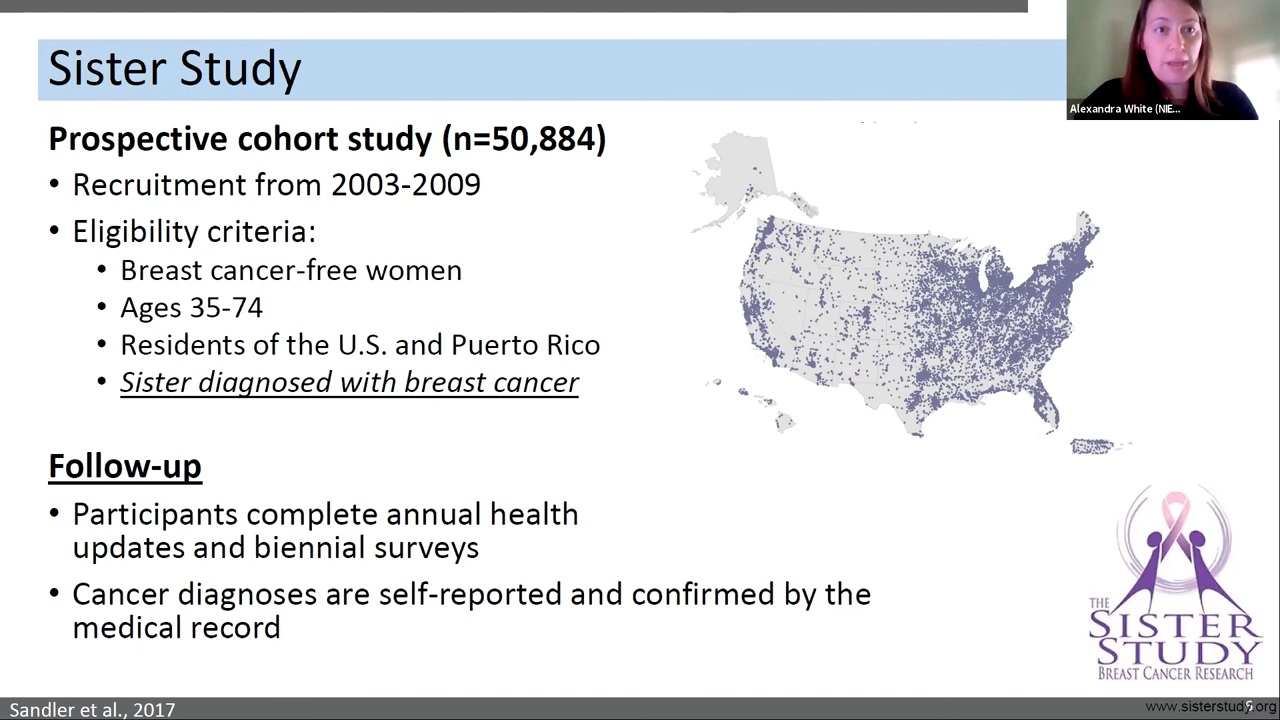 Sister Study
Alexandra White (NIE...
Prospective cohort study (n=50,884)
• Recruitment from 2003-2009
• Eligibility criteria:
• Breast cancer-free women
• Ages 35-74
• Residents of the U.S. and Puerto Rico
• Sister diagnosed with breast cancer
Follow-up
• Participants complete annual health
updates and biennial surveys
• Cancer diagnoses are self-reported and confirmed by the
medical record
THE
SISTER
STUDY
BREAST CANCER RESEARCH
Sandler et al., 2017
www.sisterstudy.org